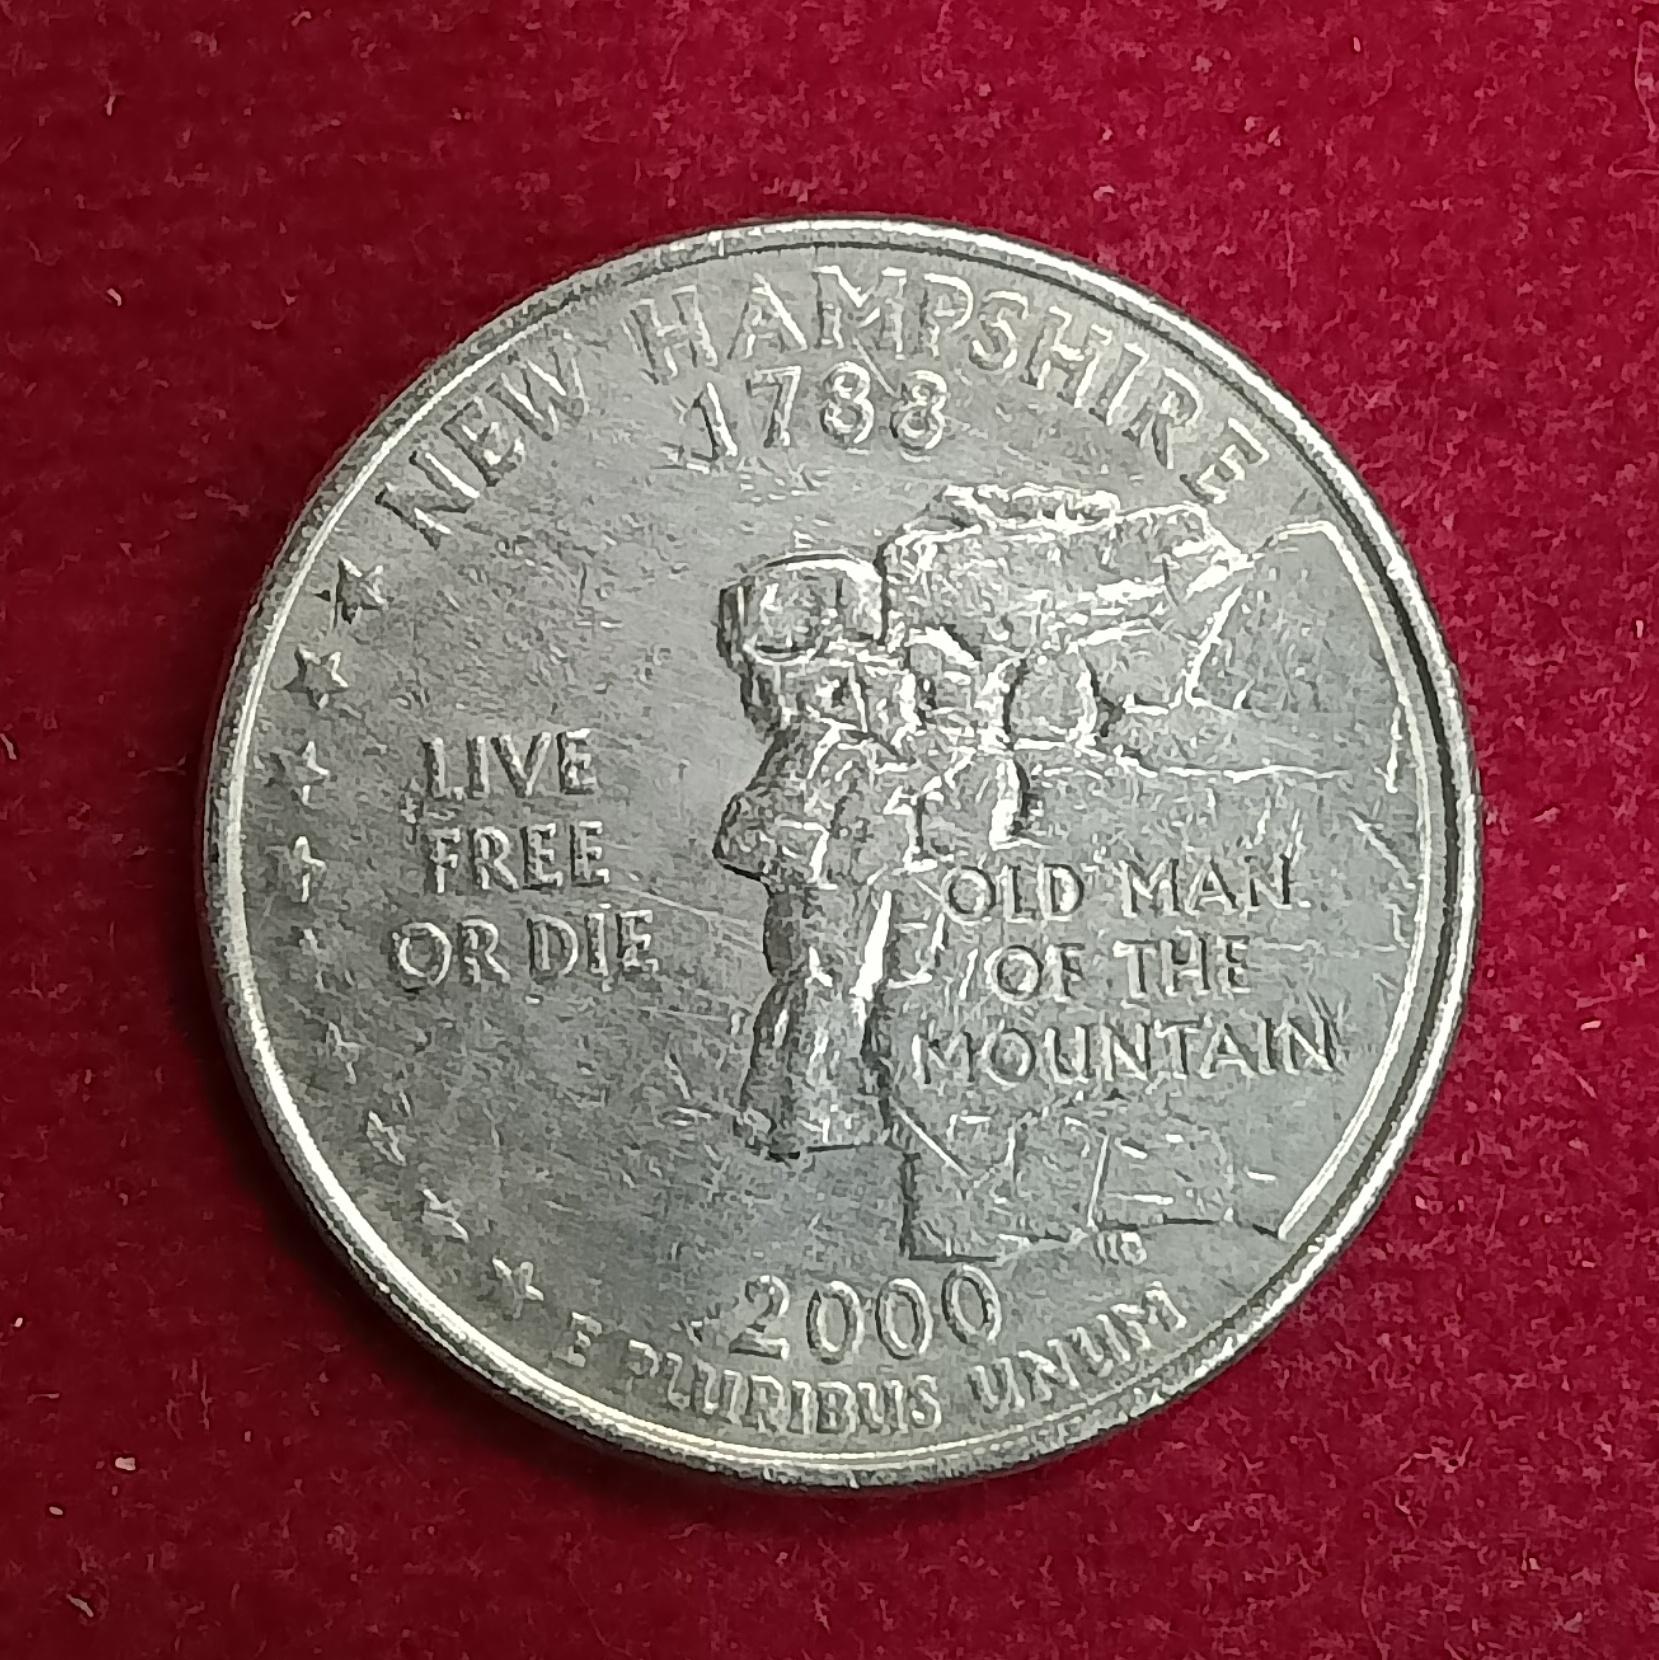 NEW HAMPSHIRE
1788
LIVE
FREE
OR DIE
OLD MAN
OF THE
MOUNTAIN
2000
E PLURIBUS UNUM